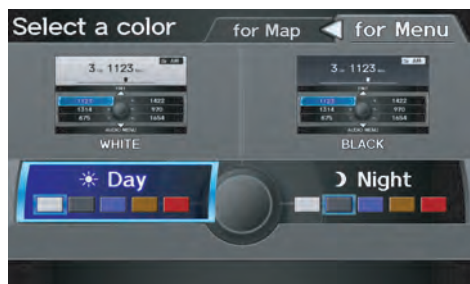 Select a color
for Map
for Menu
3 1123
3 1123
1123 1422
1314 970
875 1654
1123 1422
1314 970
875 1654
AUDIO MENU
AUDIO MENU
WHITE
BLACK
Day
Night